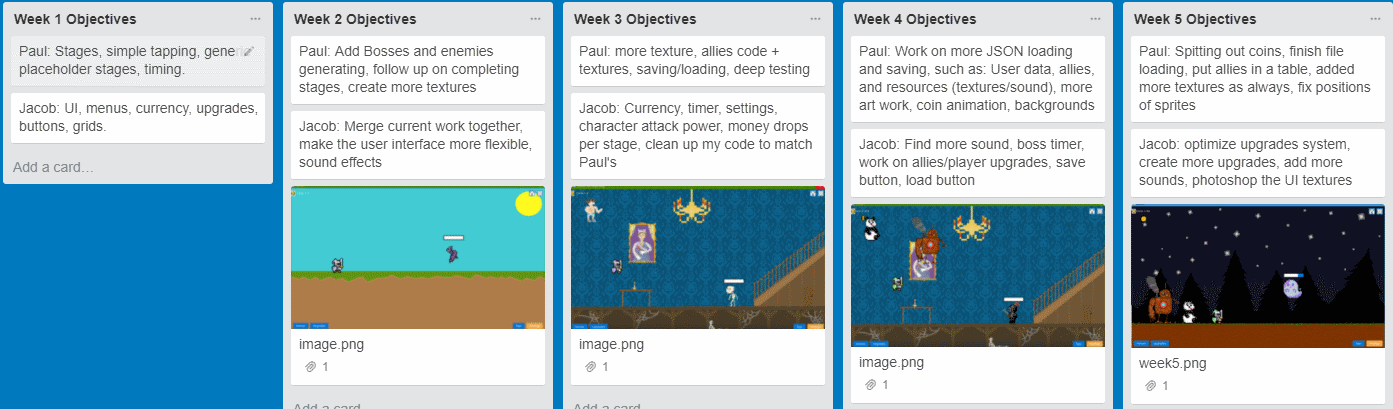 Week 1 Objectives
Paul: Stages, simple tapping,
placeholder stages, timing.
Jacob: UI, menus, currency, upgrades,
buttons, grids.
Add a card...
Week 2 Objectives
Paul: Add Bosses and enemies
generating, follow up on completing
stages, create more textures
Jacob: Merge current work together,
make the user interface more flexible,
sound effects
image.png
1
Add a card
Week 3 Objectives
Paul: more texture, allies code +
textures, saving/loading, deep testing
Jacob: Currency, timer, settings,
character attack power, money drops
per stage, clean up my code to match
Paul's
image.png
1
Add a card
Week 4 Objectives
Paul: Work on more JSON loading
and saving, such as: User data, allies,
and resources (textures/sound), more
art work, coin animation, backgrounds
Jacob: Find more sound, boss timer,
work on allies/player upgrades, save
button, load button
image.png
1
Week 5 Objectives
Paul: Spitting out coins, finish file
loading, put allies in a table, added
more textures as always, fix positions
of sprites
Jacob: optimize upgrades system,
create more upgrades, add more
sounds, photoshop the UI textures
week5.png
1